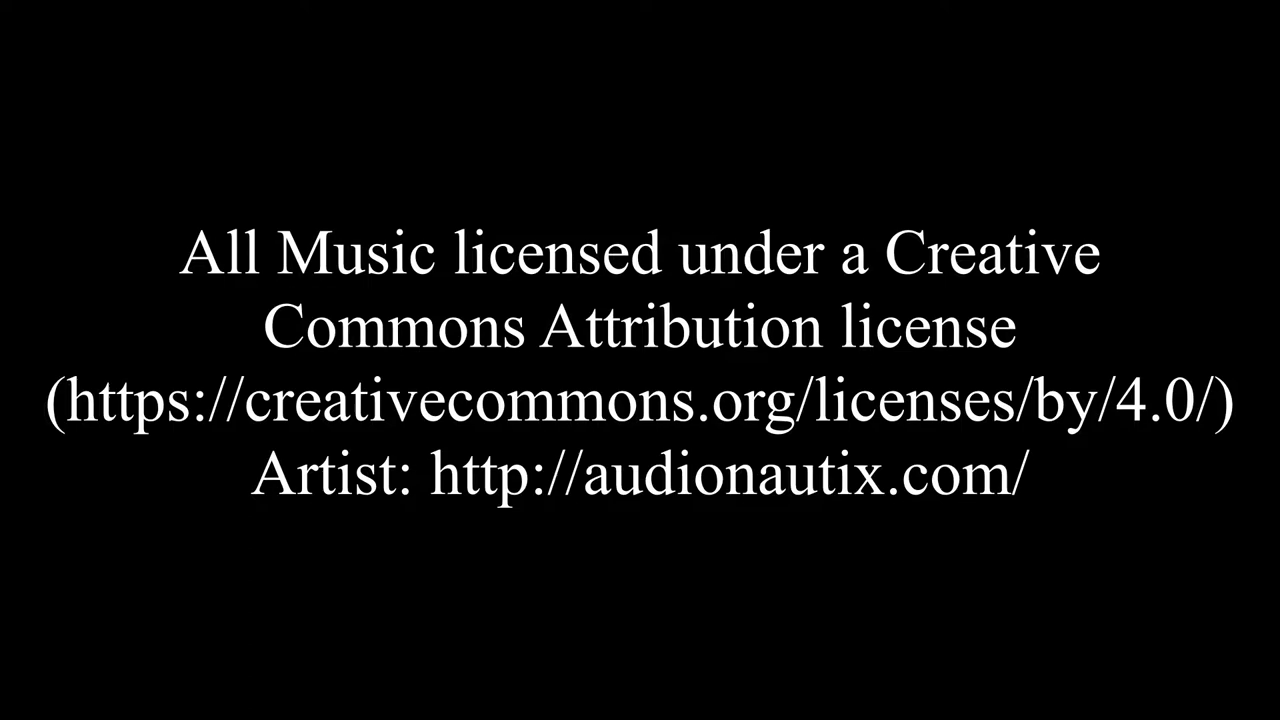 All Music licensed under a Creative
Commons Attribution license
(https://creativecommons.org/licenses/by/4.0/)
Artist: http://audionautix.com/